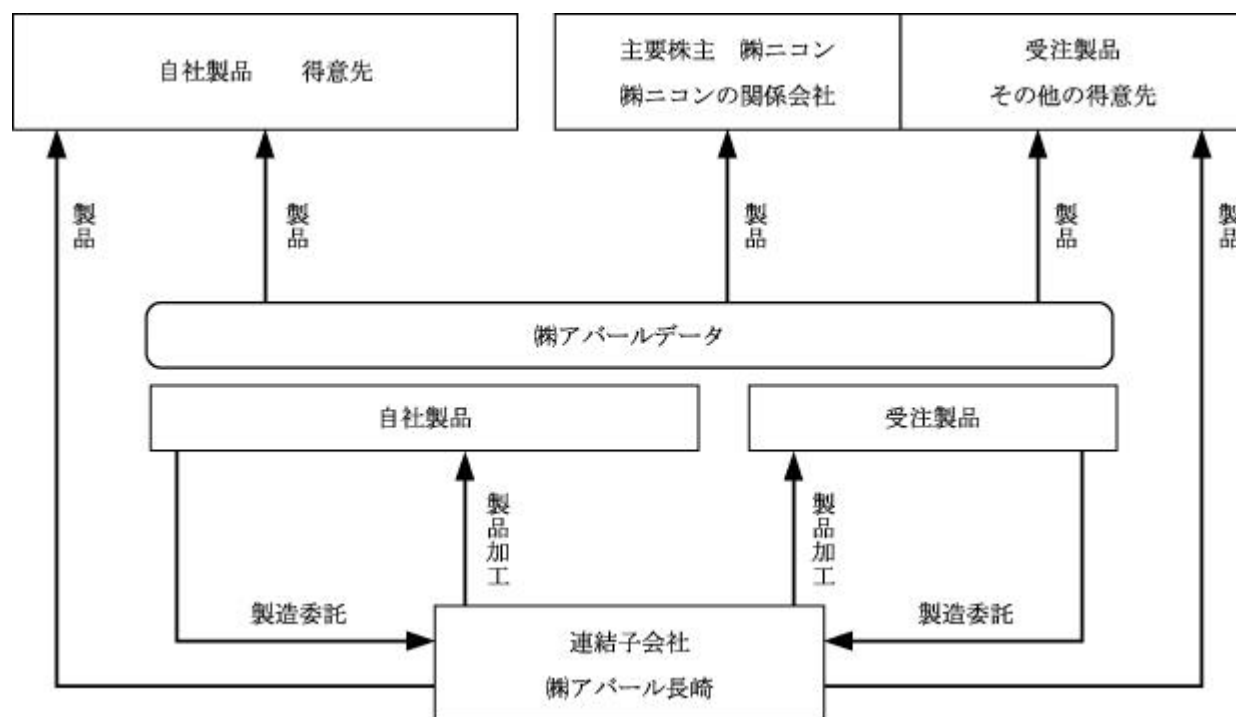 自社製品　　得意先
主要株主　㈱ニコン
㈱ニコンの関係会社
受注製品
その他の得意先
製品
製品
製品
製品
製品
㈱アバールデータ
自社製品
受注製品
製品加工
製品加工
製造委託
製造委託
連結子会社
㈱アバール長崎